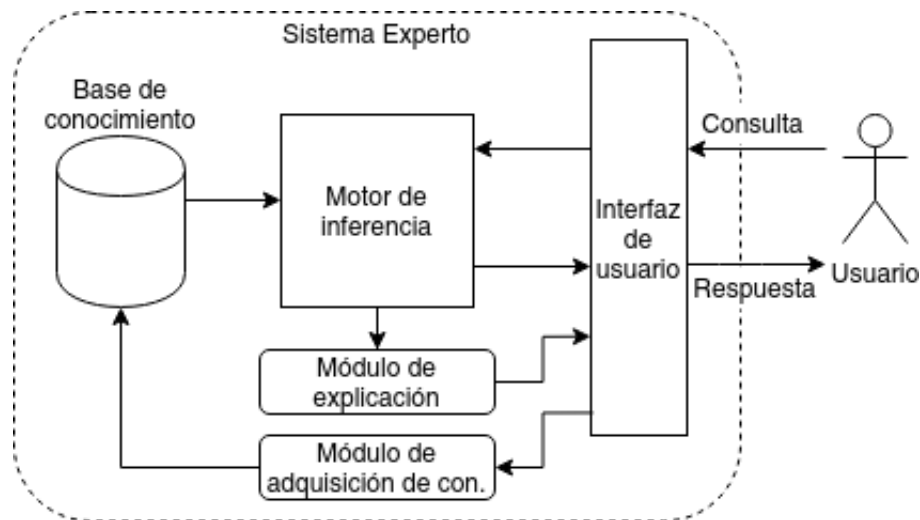 Sistema Experto
Base de
conocimiento
Motor de
inferencia
Interfaz
de
usuario
Consulta
Respuesta
Usuario
Módulo de
explicación
Módulo de
adquisición de con.